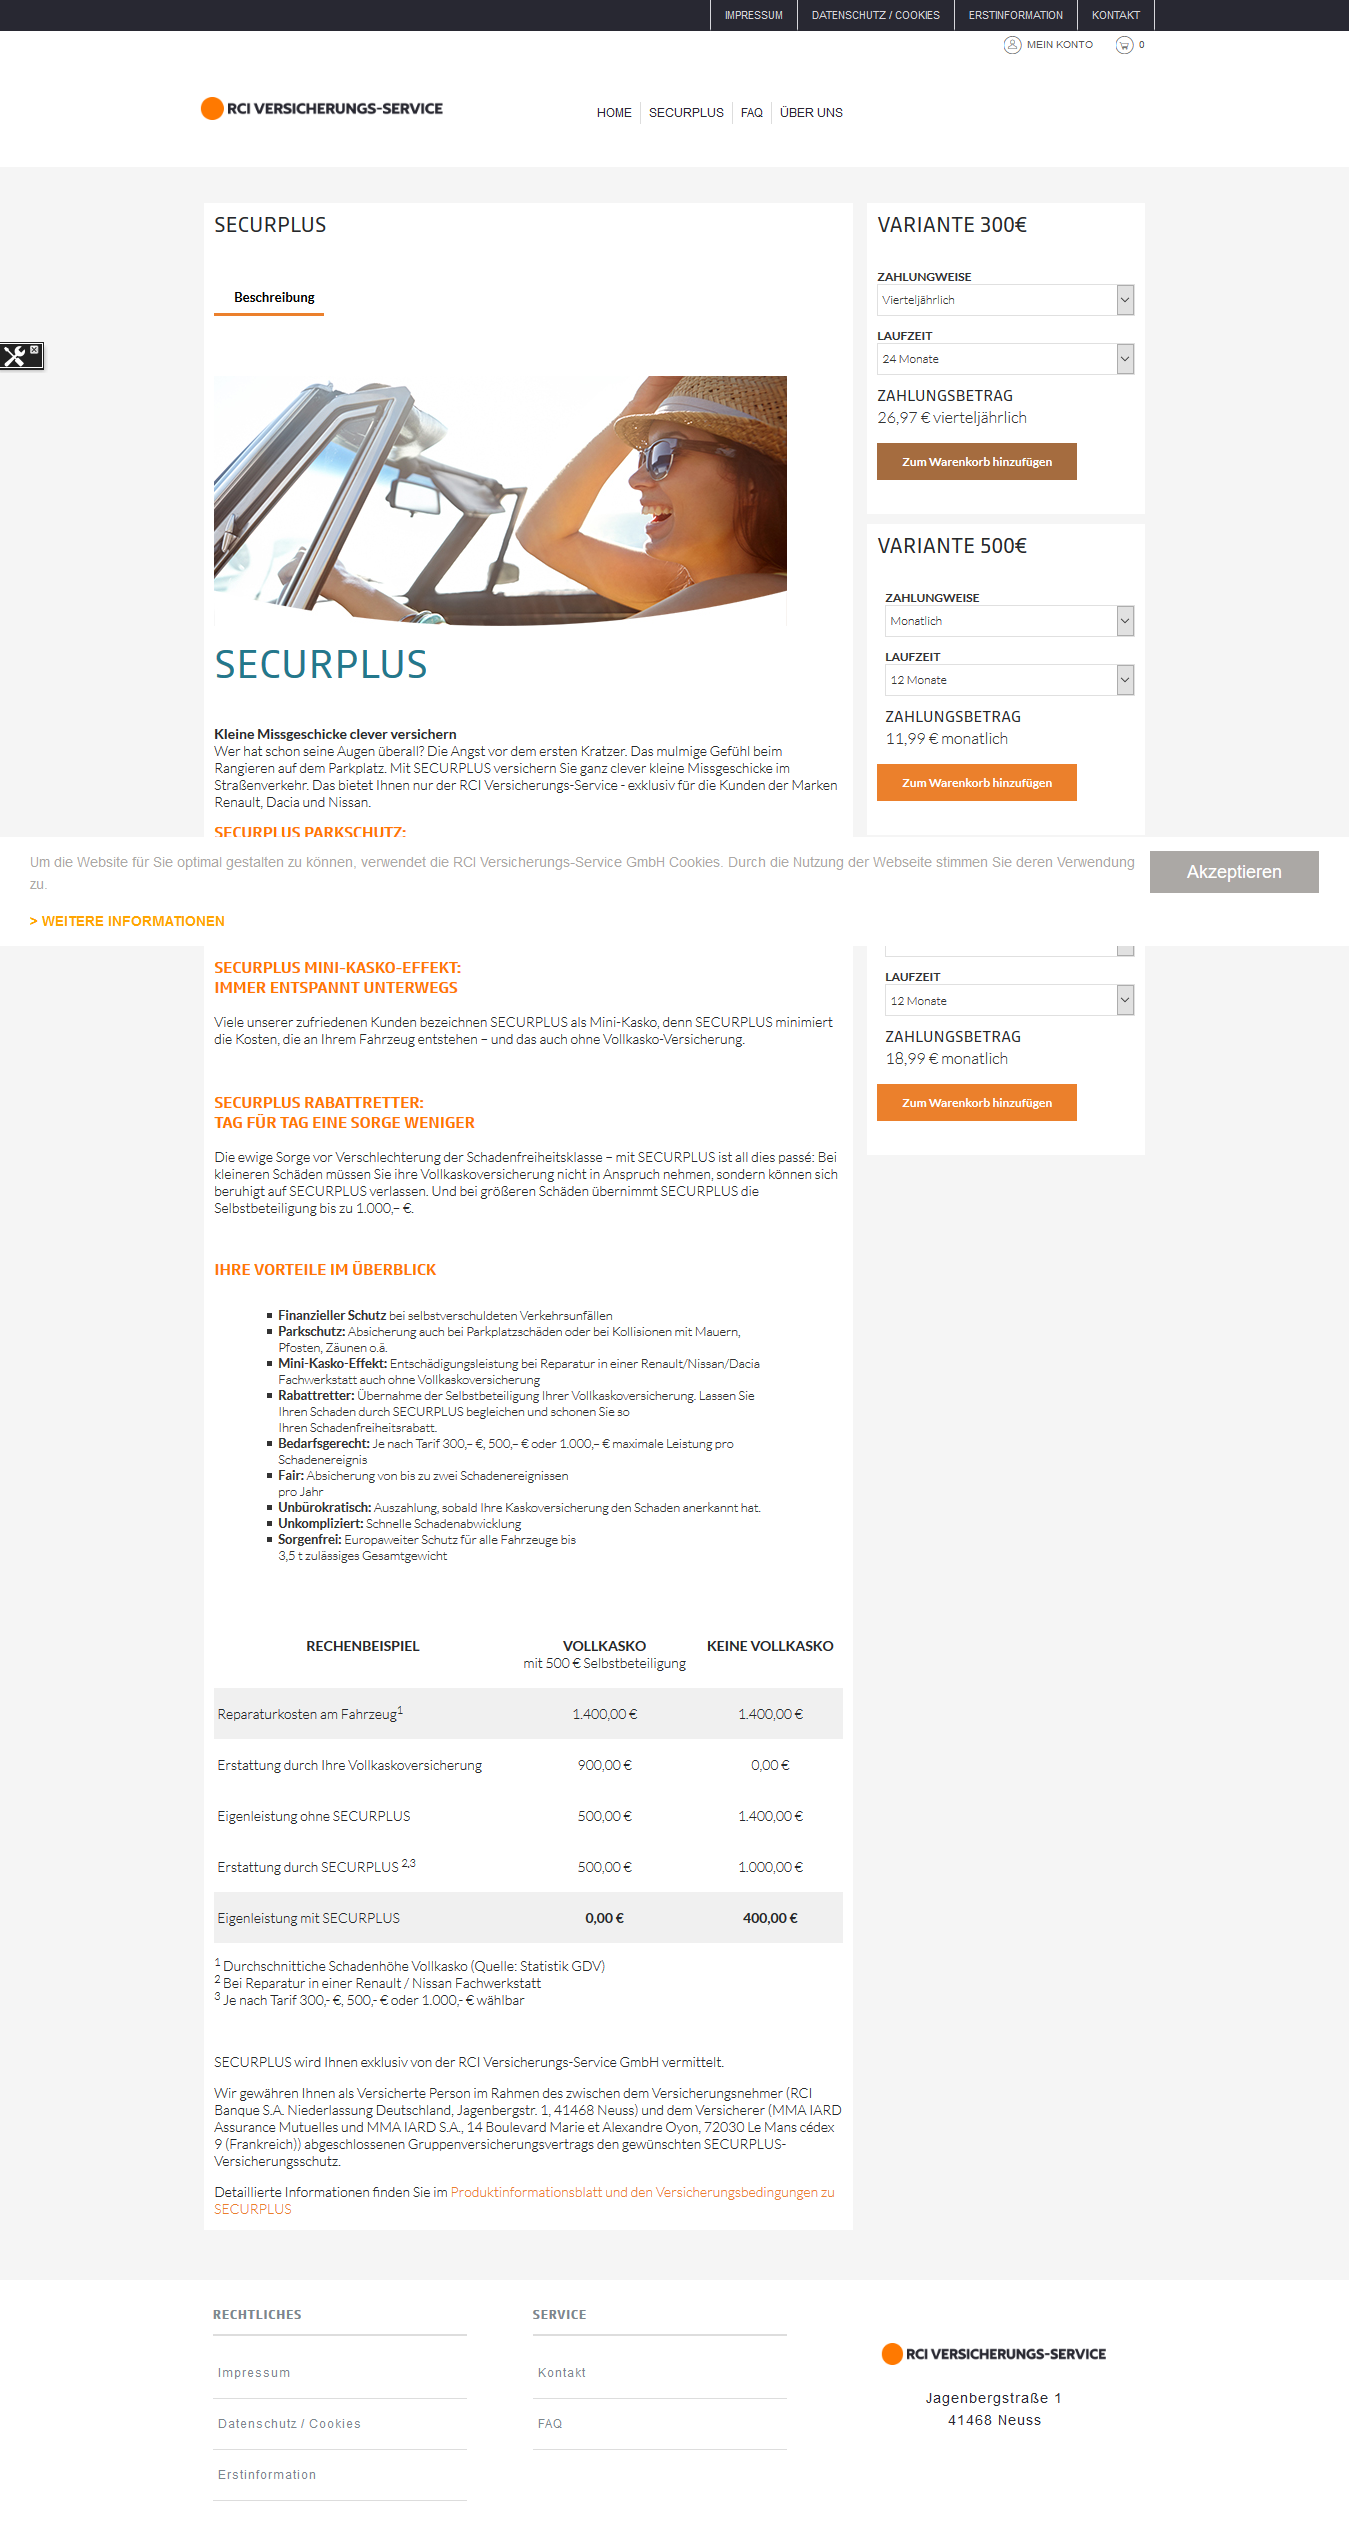 IMPRESSUM
DATENSCHUTZ / COOKIES
ERSTINFORMATION
KONTAKT
MEIN KONTO
0
RCI VERSICHERUNGS-SERVICE
HOME
SECURPLUS
FAQ
ÜBER UNS
SECURPLUS
Beschreibung
SECURPLUS
Kleine Missgeschicke clever versichern
Wer hat schon seine Augen überall? Die Angst vor dem ersten Kratzer. Das mulmige Gefühl beim
Rangieren auf dem Parkplatz. Mit SECURPLUS versichern Sie ganz clever kleine Missgeschicke im
Straßenverkehr. Das bietet Ihnen nur der RCI Versicherungs-Service - exklusiv für die Kunden der Marken
Renault, Dacia und Nissan.
SECURPLUS PARKSCHUTZ:
VARIANTE 300€
ZAHLUNGWEISE
Vierteljährlich
LAUFZEIT
24 Monate
ZAHLUNGSBETRAG
26,97 € vierteljährlich
Zum Warenkorb hinzufügen
VARIANTE 500€
ZAHLUNGWEISE
Monatlich
LAUFZEIT
12 Monate
ZAHLUNGSBETRAG
11,99 € monatlich
Zum Warenkorb hinzufügen
Um die Website für Sie optimal gestalten zu können, verwendet die RCI Versicherungs-Service GmbH Cookies. Durch die Nutzung der Webseite stimmen Sie deren Verwendung
zu.
> WEITERE INFORMATIONEN
Akzeptieren
LAUFZEIT
12 Monate
ZAHLUNGSBETRAG
18,99 € monatlich
Zum Warenkorb hinzufügen
SECURPLUS MINI-KASKO-EFFEKT:
IMMER ENTSPANNT UNTERWEGS
Viele unserer zufriedenen Kunden bezeichnen SECURPLUS als Mini-Kasko, denn SECURPLUS minimiert
die Kosten, die an Ihrem Fahrzeug entstehen – und das auch ohne Vollkasko-Versicherung.
SECURPLUS RABATTRETTER:
TAG FÜR TAG EINE SORGE WENIGER
Die ewige Sorge vor Verschlechterung der Schadenfreiheitsklasse – mit SECURPLUS ist all dies passé: Bei
kleineren Schäden müssen Sie ihre Vollkaskoversicherung nicht in Anspruch nehmen, sondern können sich
beruhigt auf SECURPLUS verlassen. Und bei größeren Schäden übernimmt SECURPLUS die
Selbstbeteiligung bis zu 1.000,– €.
IHRE VORTEILE IM ÜBERBLICK
▪ Finanzieller Schutz bei selbstverschuldeten Verkehrsunfällen
▪ Parkschutz: Absicherung auch bei Parkplatzschäden oder bei Kollisionen mit Mauern,
Pfosten, Zäunen o.ä.
▪ Mini-Kasko-Effekt: Entschädigungsleistung bei Reparatur in einer Renault/Nissan/Dacia
Fachwerkstatt auch ohne Vollkaskoversicherung
▪ Rabattretter: Übernahme der Selbstbeteiligung Ihrer Vollkaskoversicherung. Lassen Sie
Ihren Schaden durch SECURPLUS begleichen und schonen Sie so
Ihren Schadenfreiheitsrabatt.
▪ Bedarfsgerecht: Je nach Tarif 300,– €, 500,– € oder 1.000,– € maximale Leistung pro
Schadenereignis
▪ Fair: Absicherung von bis zu zwei Schadenereignissen
pro Jahr
▪ Unbürokratisch: Auszahlung, sobald Ihre Kaskoversicherung den Schaden anerkannt hat.
▪ Unkompliziert: Schnelle Schadenabwicklung
▪ Sorgenfrei: Europaweiter Schutz für alle Fahrzeuge bis
3,5 t zulässiges Gesamtgewicht
RECHENBEISPIEL VOLLKASKO KEINE VOLLKASKO
mit 500 € Selbstbeteiligung
Reparaturkosten am Fahrzeug1 1.400,00 € 1.400,00 €
Erstattung durch Ihre Vollkaskoversicherung 900,00 € 0,00 €
Eigenleistung ohne SECURPLUS 500,00 € 1.400,00 €
Erstattung durch SECURPLUS 2,3 500,00 € 1.000,00 €
Eigenleistung mit SECURPLUS 0,00 € 400,00 €
1 Durchschnittiche Schadenhöhe Vollkasko (Quelle: Statistik GDV)
2 Bei Reparatur in einer Renault / Nissan Fachwerkstatt
3 Je nach Tarif 300,- €, 500,- € oder 1.000,- € wählbar
SECURPLUS wird Ihnen exklusiv von der RCI Versicherungs-Service GmbH vermittelt.
Wir gewähren Ihnen als Versicherte Person im Rahmen des zwischen dem Versicherungsnehmer (RCI
Banque S.A. Niederlassung Deutschland, Jagenbergstr. 1, 41468 Neuss) und dem Versicherer (MMA IARD
Assurance Mutuelles und MMA IARD S.A., 14 Boulevard Marie et Alexandre Oyon, 72030 Le Mans cédex
9 (Frankreich)) abgeschlossenen Gruppenversicherungsvertrags den gewünschten SECURPLUS-
Versicherungsschutz.
Detaillierte Informationen finden Sie im Produktinformationsblatt und den Versicherungsbedingungen zu
SECURPLUS
RECHTLICHES
Impressum
Datenschutz / Cookies
Erstinformation
SERVICE
Kontakt
FAQ
RCI VERSICHERUNGS-SERVICE
Jagenbergstraße 1
41468 Neuss